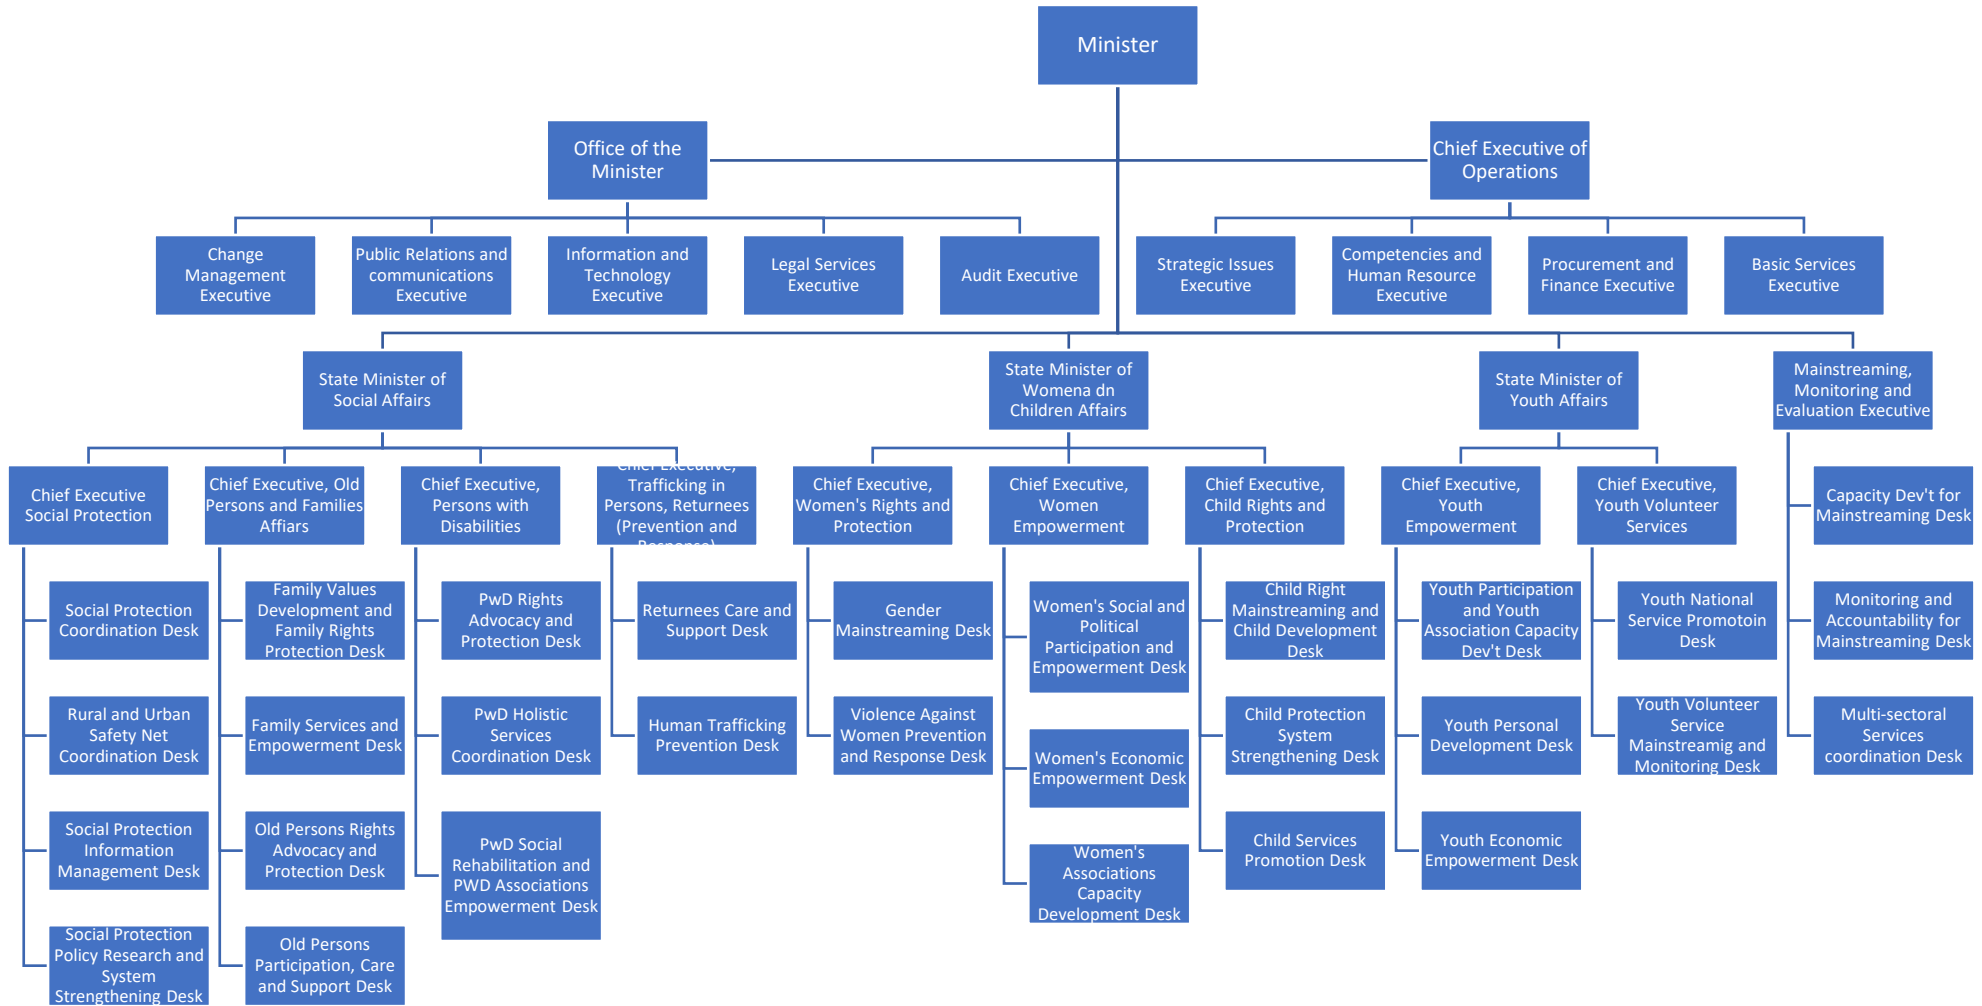 Minister
Office of the
Minister
Chief Executive of
Operations
Change
Management
Executive
Public Relations and
communications
Executive
Information and
Technology
Executive
Legal Services
Executive
Audit Executive
Strategic Issues
Executive
Competencies and
Human Resource
Executive
Procurement and
Finance Executive
Basic Services
Executive
State Minister of
Social Affairs
State Minister of
Womena dn
Children Affairs
State Minister of
Youth Affairs
Mainstreaming,
Monitoring and
Evaluation Executive
Chief Executive
Social Protection
Chief Executive, Old
Persons and Families
Affiars
Chief Executive,
Persons with
Disabilities
Chief Executive,
Trafficking in
Persons, Returnees
(Prevention and
Response)
Chief Executive,
Women's Rights and
Protection
Chief Executive,
Women
Empowerment
Chief Executive,
Child Rights and
Protection
Chief Executive,
Youth
Empowerment
Chief Executive,
Youth Volunteer
Services
Capacity Dev't for
Mainstreaming Desk
Social Protection
Coordination Desk
Family Values
Development and
Family Rights
Protection Desk
PwD Rights
Advocacy and
Protection Desk
Returnees Care and
Support Desk
Gender
Mainstreaming Desk
Women's Social and
Political
Participation and
Empowerment Desk
Child Right
Mainstreaming and
Child Development
Desk
Youth Participation
and Youth
Association Capacity
Dev't Desk
Youth National
Service Promotoin
Desk
Monitoring and
Accountability for
Mainstreaming Desk
Rural and Urban
Safety Net
Coordination Desk
Family Services and
Empowerment Desk
PwD Holistic
Services
Coordination Desk
Human Trafficking
Prevention Desk
Violence Against
Women Prevention
and Response Desk
Women's Economic
Empowerment Desk
Child Protection
System
Strengthening Desk
Youth Personal
Development Desk
Youth Volunteer
Service
Mainstreamig and
Monitoring Desk
Multi-sectoral
Services
coordination Desk
Social Protection
Information
Management Desk
Old Persons Rights
Advocacy and
Protection Desk
PwD Social
Rehabilitation and
PWD Associations
Empowerment Desk
Women's
Associations
Capacity
Development Desk
Child Services
Promotion Desk
Youth Economic
Empowerment Desk
Social Protection
Policy Research and
System
Strengthening Desk
Old Persons
Participation, Care
and Support Desk